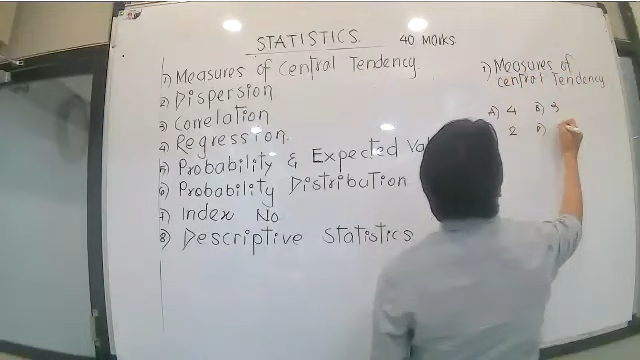 STATISTICS 40 Marks
1) Measures of Central Tendency
2) Dispersion
3) Correlation
4) Regression.
5) Probability & Expected
6) Probability Distribution
7) Index No
8) Descriptive Statistics
1) Measures of
Central Tendency
A) 4 B) 3
2 D)